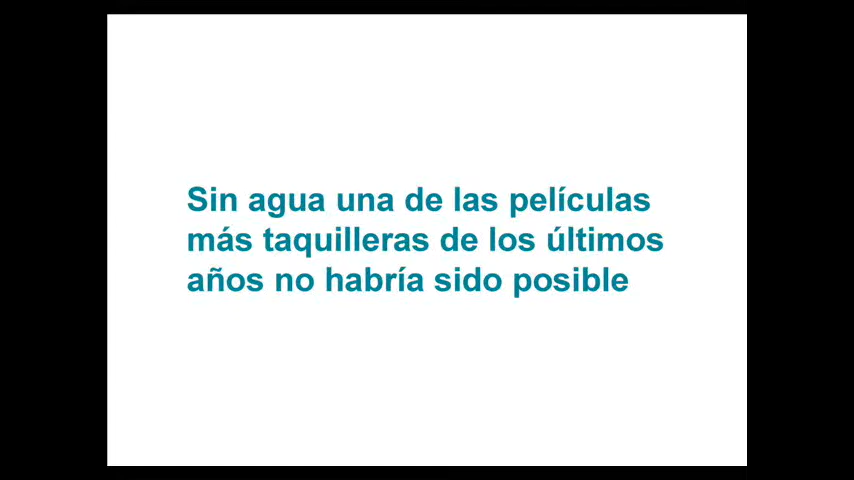 Sin agua una de las películas
más taquilleras de los últimos
años no habría sido posible